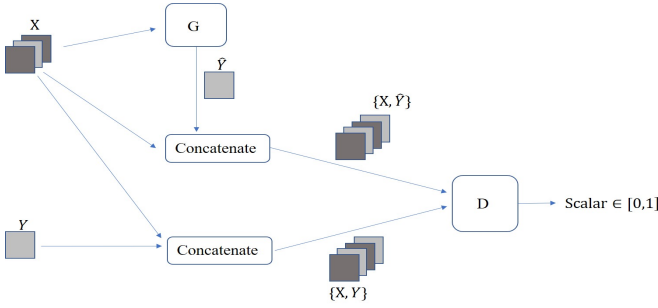 X
G
Ŷ
{X, Ŷ}
Concatenate
D
Scalar ∈ [0,1]
Y
Concatenate
{X, Y}